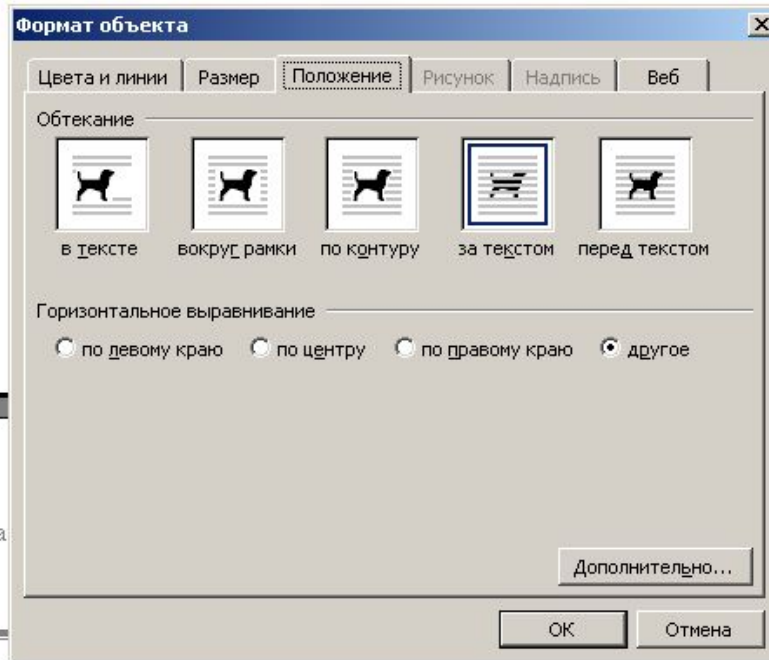 Формат объекта
Цвета и линии Размер Положение Рисунок Надпись Веб
Обтекание
в тексте вокруг рамки по контуру за текстом перед текстом
Горизонтальное выравнивание
по левому краю по центру по правому краю другое
Дополнительно...
ОК Отмена